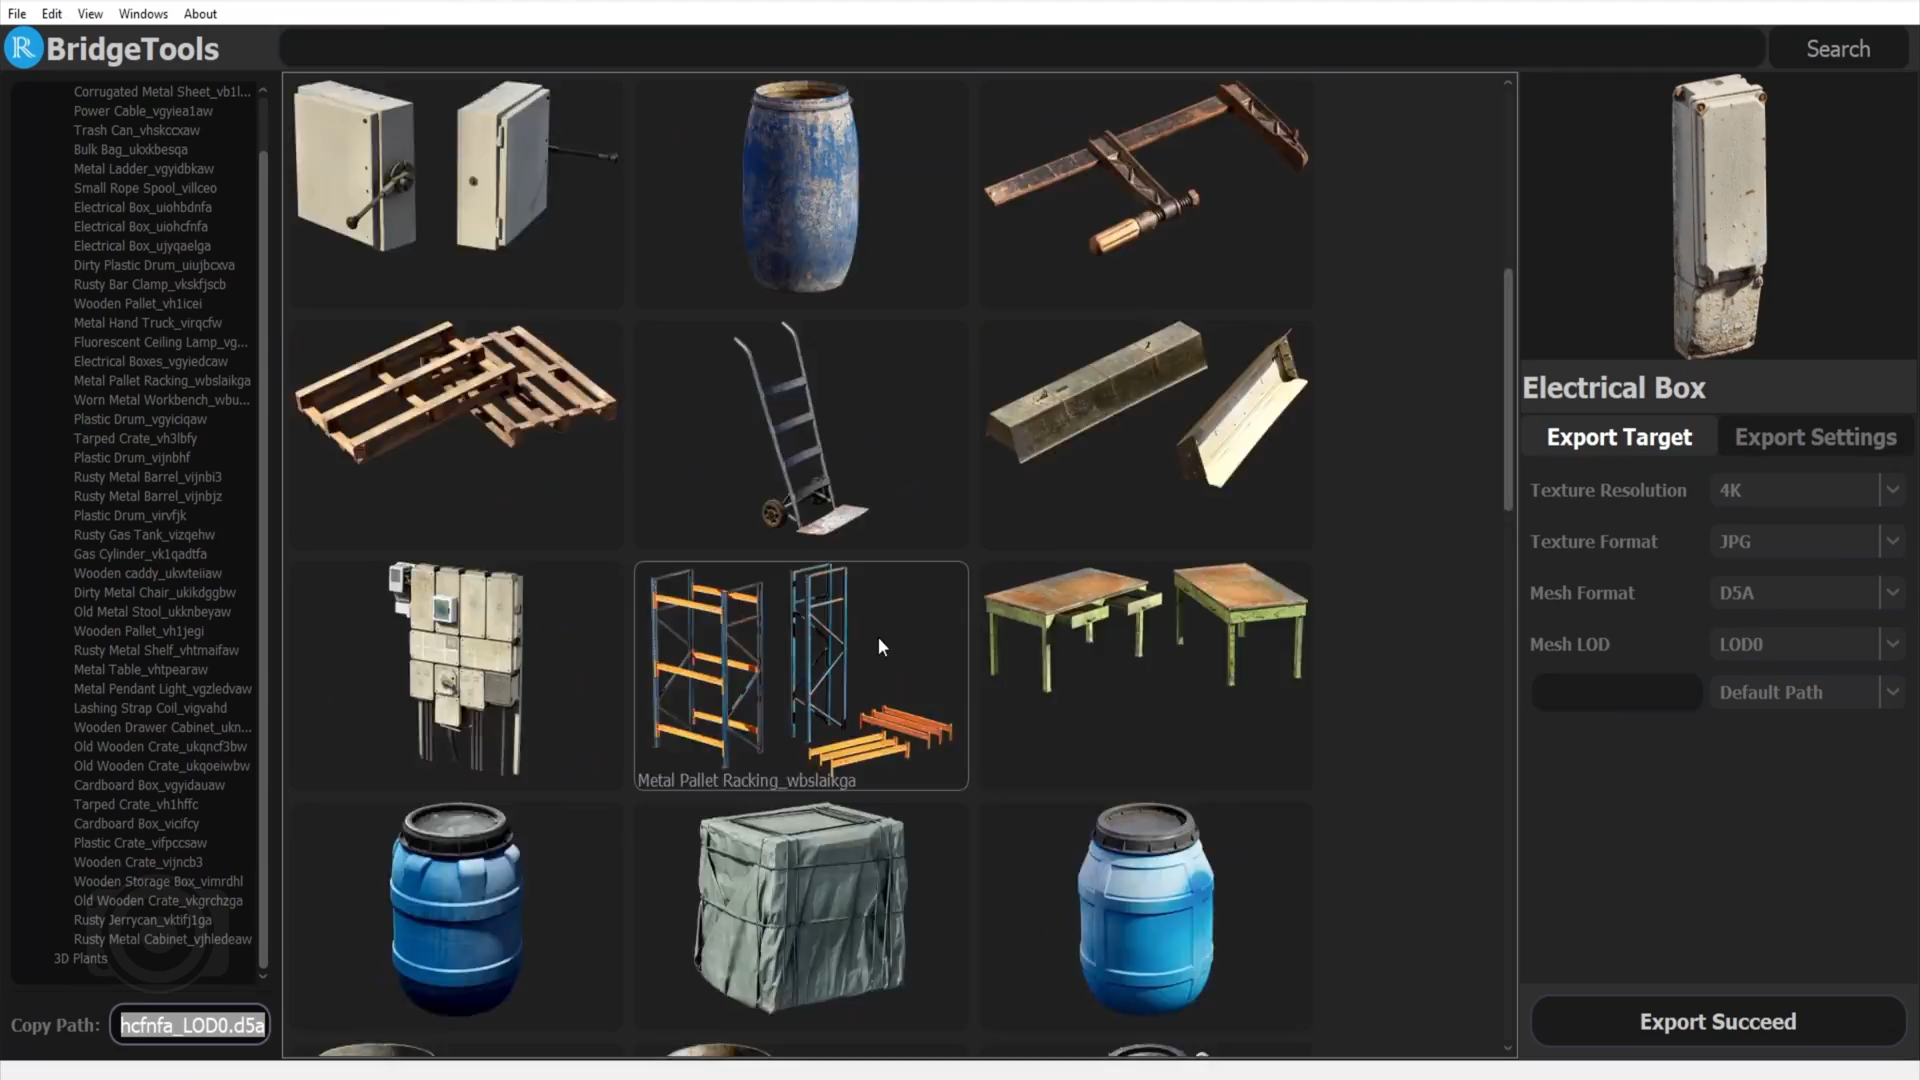 File Edit View Windows About
BridgeTools
Search
Corrugated Metal Sheet_vb1l...
Power Cable_vgyiea1aw
Trash Can_vhskccxaw
Bulk Bag_ukxkbesqa
Metal Ladder_vgyidbkaw
Small Rope Spool_villceo
Electrical Box_uiohbdnfa
Electrical Box_uiohcfnfa
Electrical Box_ujyqaelga
Dirty Plastic Drum_uiujbcxva
Rusty Bar Clamp_vkskfjscb
Wooden Pallet_vh1icei
Metal Hand Truck_virqcfw
Fluorescent Ceiling Lamp_vg...
Electrical Boxes_vgyiedcaw
Metal Pallet Racking_wbslaikga
Worn Metal Workbench_wbu...
Plastic Drum_vgyiciqaw
Tarped Crate_vh3lbfy
Plastic Drum_vijnbhf
Rusty Metal Barrel_vijnbi3
Rusty Metal Barrel_vijnbjz
Plastic Drum_virvfjk
Rusty Gas Tank_vizqehw
Gas Cylinder_vk1qadtfa
Wooden caddy_ukwteiiaw
Dirty Metal Chair_ukikdggbw
Old Metal Stool_ukknbeyaw
Wooden Pallet_vh1jegi
Rusty Metal Shelf_vhtmaifaw
Metal Table_vhtpearaw
Metal Pendant Light_vgzledvaw
Lashing Strap Coil_vigvahd
Wooden Drawer Cabinet_ukn...
Old Wooden Crate_ukqncf3bw
Old Wooden Crate_ukqoeiwbw
Cardboard Box_vgyidauaw
Tarped Crate_vh1hffc
Cardboard Box_vicifcy
Plastic Crate_vifpccsaw
Wooden Crate_vijncb3
Wooden Storage Box_vimrdhl
Old Wooden Crate_vkgrchzga
Rusty Jerrycan_vktifj1ga
Rusty Metal Cabinet_vjhledeaw
3D Plants
Copy Path: hcfnfa_LOD0.d5a
Metal Pallet Racking_wbslaikga
Electrical Box
Export Target Export Settings
Texture Resolution 4K
Texture Format JPG
Mesh Format D5A
Mesh LOD LOD0
Default Path
Export Succeed